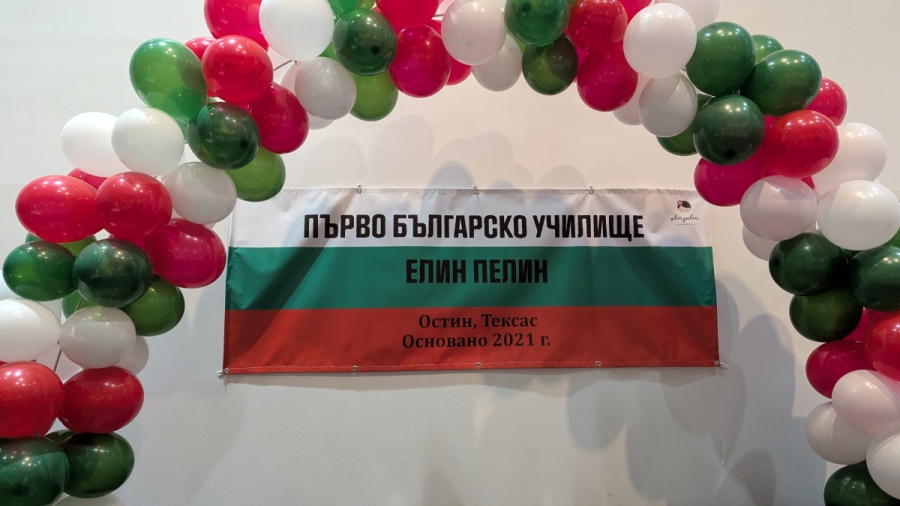 ПЪРВО БЪЛГАРСКО УЧИЛИЩЕ
ЕЛИН ПЕЛИН
Остин, Тексас
Основано 2021 г.